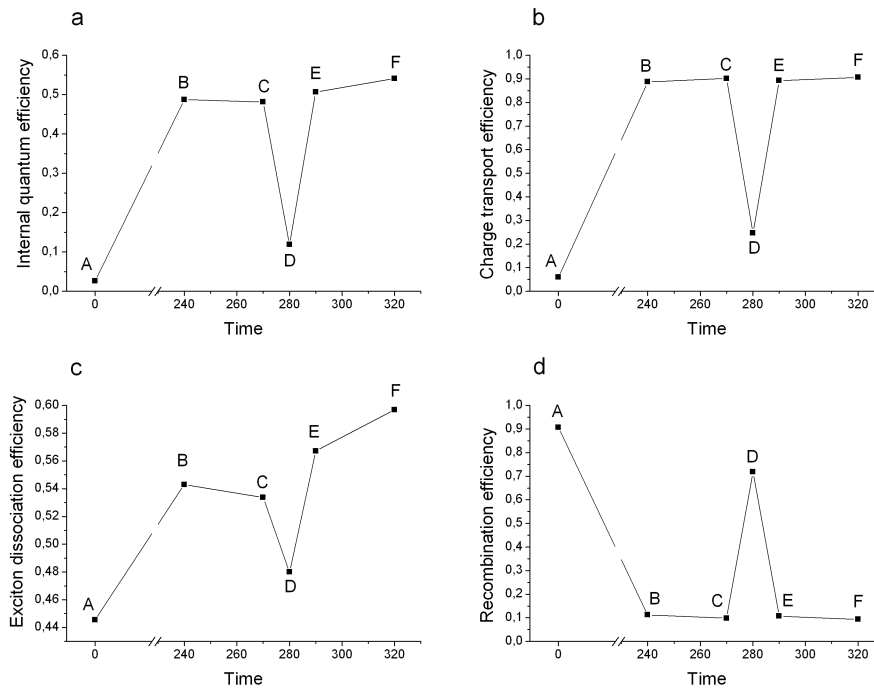 a
Internal quantum efficiency
0,6
0,5
0,4
0,3
0,2
0,1
0,0
A
B
C
D
E
F
0 240 260 280 300 320
Time
b
Charge transport efficiency
1,0
0,9
0,8
0,7
0,6
0,5
0,4
0,3
0,2
0,1
0,0
A
B
C
D
E
F
0 240 260 280 300 320
Time
c
Exciton dissociation efficiency
0,60
0,58
0,56
0,54
0,52
0,50
0,48
0,46
0,44
A
B
C
D
E
F
0 240 260 280 300 320
Time
d
Recombination efficiency
1,0
0,9
0,8
0,7
0,6
0,5
0,4
0,3
0,2
0,1
0,0
A
B
C
D
E
F
0 240 260 280 300 320
Time